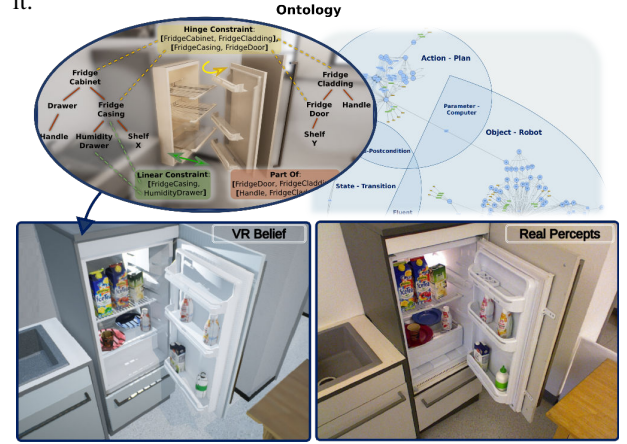 it.
Ontology
Hinge Constraint:
[FridgeCabinet, FridgeCladding],
[FridgeCasing, FridgeDoor]
Fridge
Cabinet
Drawer
Fridge
Casing
Handle
Humidity
Drawer
Shelf
X
Fridge
Cladding
Fridge
Door
Handle
Shelf
Y
Linear Constraint:
[FridgeCasing,
HumidityDrawer]
Part Of:
[FridgeDoor, FridgeCladding
[Handle, FridgeCladd
Action - Plan
Parameter -
Computer
Object - Robot
-Postcondition
State - Transition
Fluent
VR Belief
Real Percepts